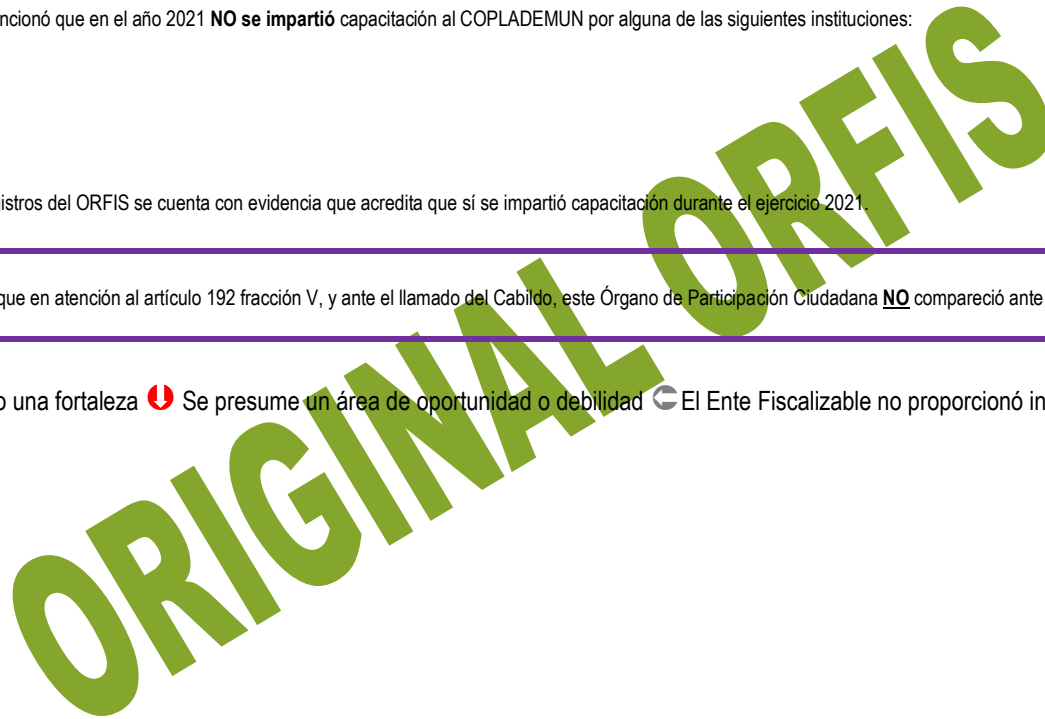 ncionó que en el año 2021 NO se impartió capacitación al COPLADEMUN por alguna de las siguientes instituciones:
istros del ORFIS se cuenta con evidencia que acredita que sí se impartió capacitación durante el ejercicio 2021.
que en atención al artículo 192 fracción V, y ante el llamado del Cabildo, este Órgano de Participación Ciudadana NO compareció ante
o una fortaleza Se presume un área de oportunidad o debilidad El Ente Fiscalizable no proporcionó in
ORIGINAL ORFIS